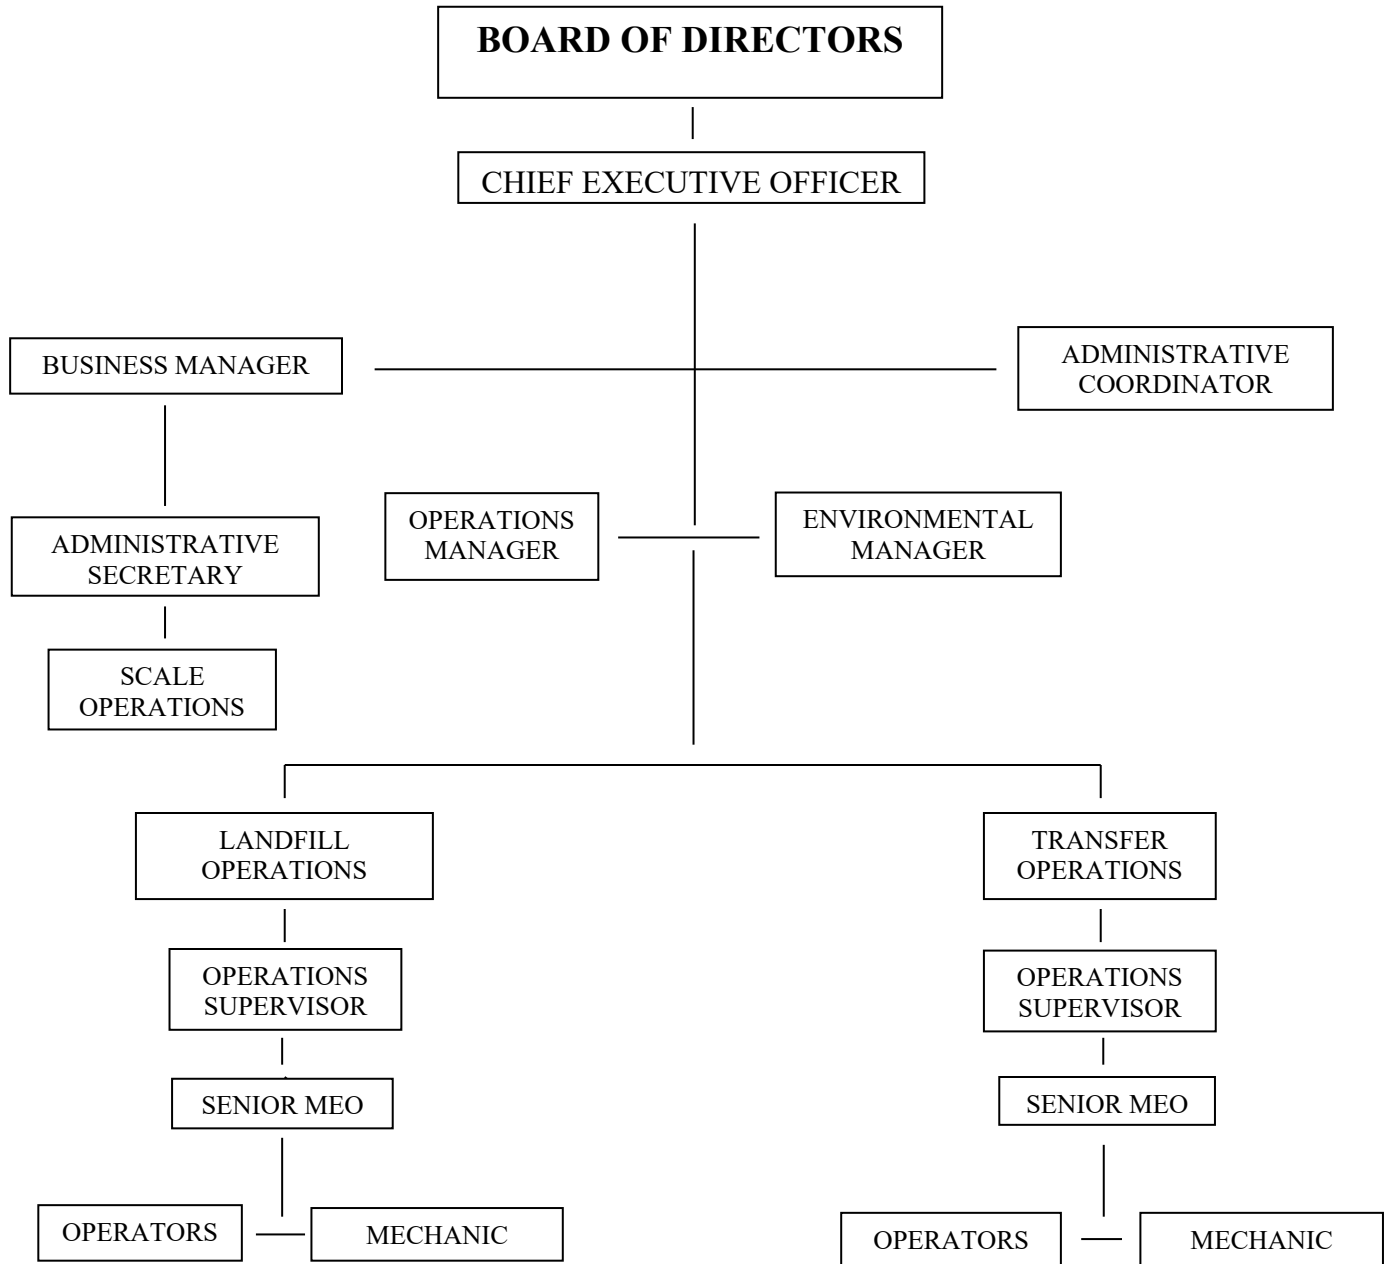 BOARD OF DIRECTORS
CHIEF EXECUTIVE OFFICER
BUSINESS MANAGER
ADMINISTRATIVE
COORDINATOR
OPERATIONS
MANAGER
ENVIRONMENTAL
MANAGER
ADMINISTRATIVE
SECRETARY
SCALE
OPERATIONS
LANDFILL
OPERATIONS
TRANSFER
OPERATIONS
OPERATIONS
SUPERVISOR
OPERATIONS
SUPERVISOR
SENIOR MEO
SENIOR MEO
OPERATORS
MECHANIC
OPERATORS
MECHANIC